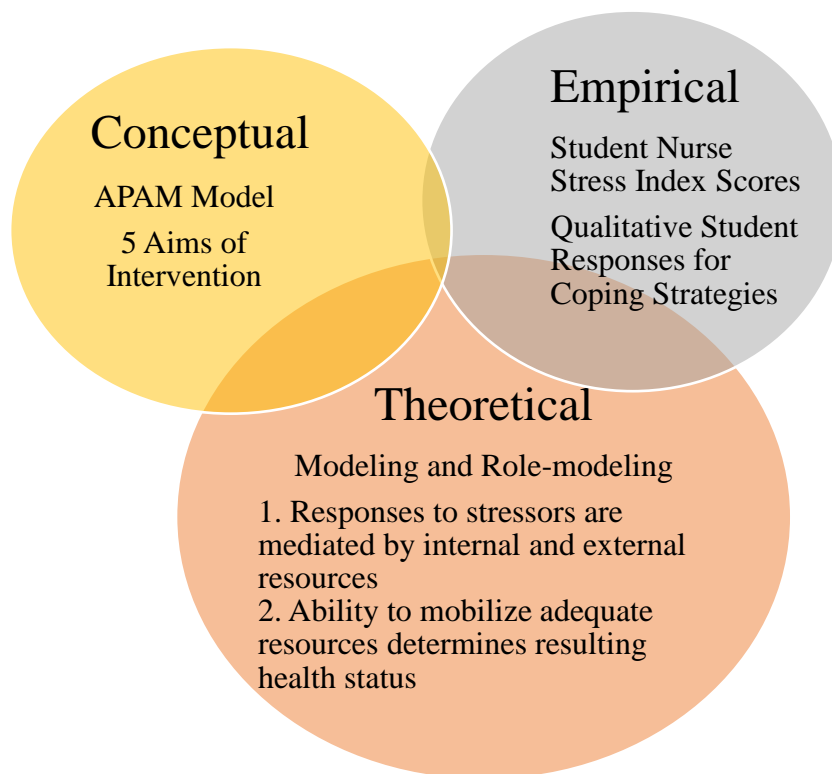 Conceptual
APAM Model
5 Aims of
Intervention
Empirical
Student Nurse
Stress Index Scores
Qualitative Student
Responses for
Coping Strategies
Theoretical
Modeling and Role-modeling
1. Responses to stressors are
mediated by internal and external
resources
2. Ability to mobilize adequate
resources determines resulting
health status